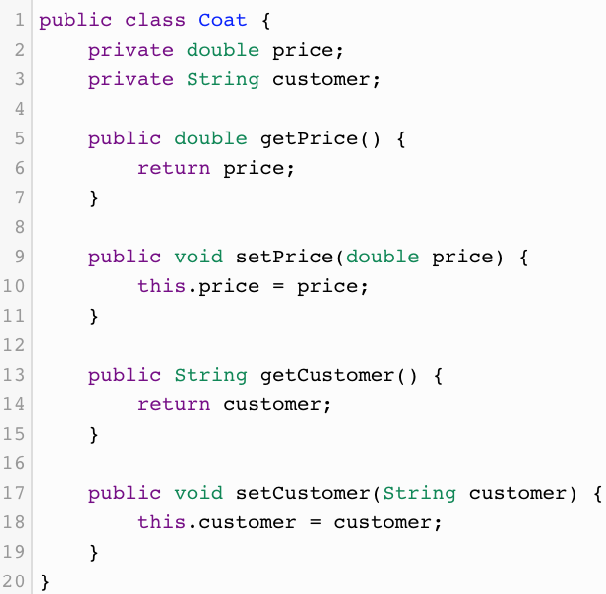 1 public class Coat {
2     private double price;
3     private String customer;
4
5     public double getPrice() {
6         return price;
7     }
8
9     public void setPrice(double price) {
10         this.price = price;
11     }
12
13     public String getCustomer() {
14         return customer;
15     }
16
17     public void setCustomer(String customer) {
18         this.customer = customer;
19     }
20 }